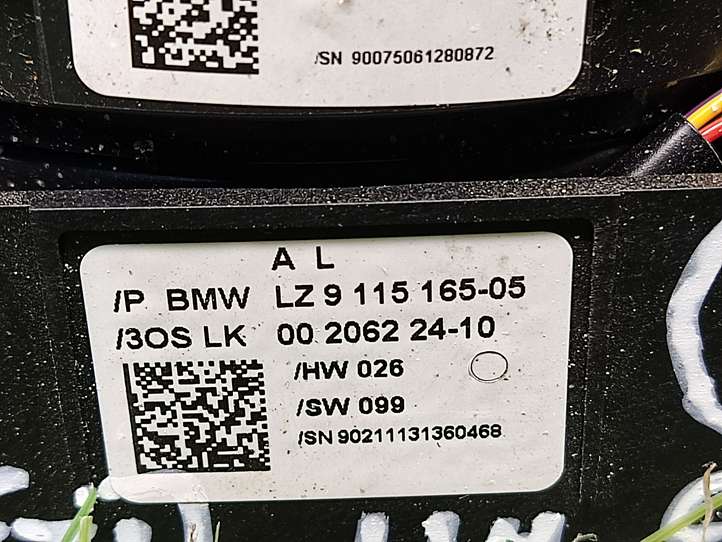 /SN 90075061280872
A L
/P BMW LZ 9 115 165-05
/3OS LK 00 2062 24-10
/HW 026
/SW 099
/SN 90211131360468